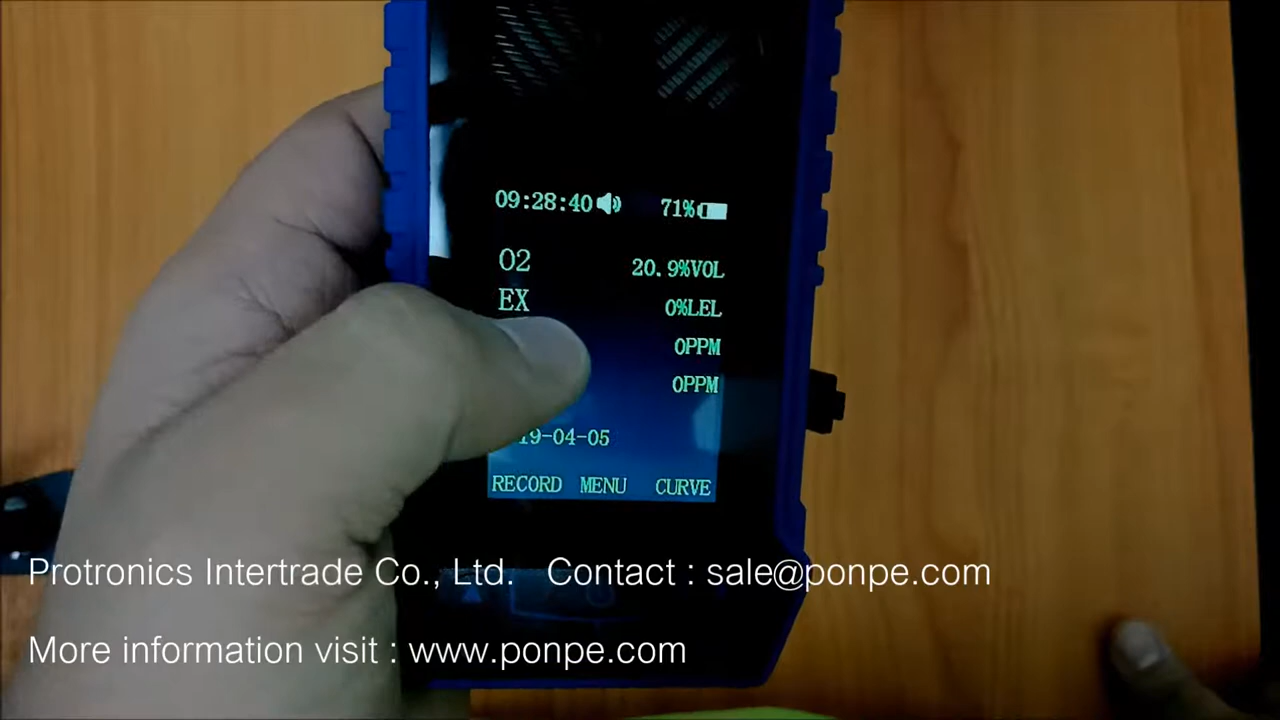 09:28:40 71%
O2 20.9%VOL
EX 0%LEL
0PPM
0PPM
19-04-05
RECORD MENU CURVE
Protronics Intertrade Co., Ltd. Contact : sale@ponpe.com
More information visit : www.ponpe.com